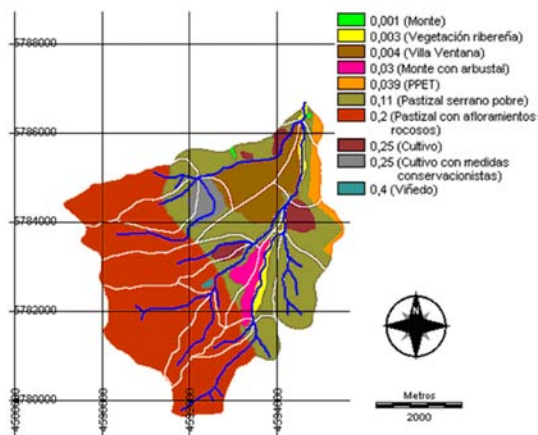 0,001 (Monte)
0,003 (Vegetación ribereña)
0,004 (Villa Ventana)
0,03 (Monte con arbustal)
0,039 (PPET)
0,11 (Pastizal serrano pobre)
0,2 (Pastizal con afloramientos
rocosos)
0,25 (Cultivo)
0,25 (Cultivo con medidas
conservacionistas)
0,4 (Viñedo)
5788000
5786000
5784000
5782000
5780000
4590000
4594000
N
Metros
2000